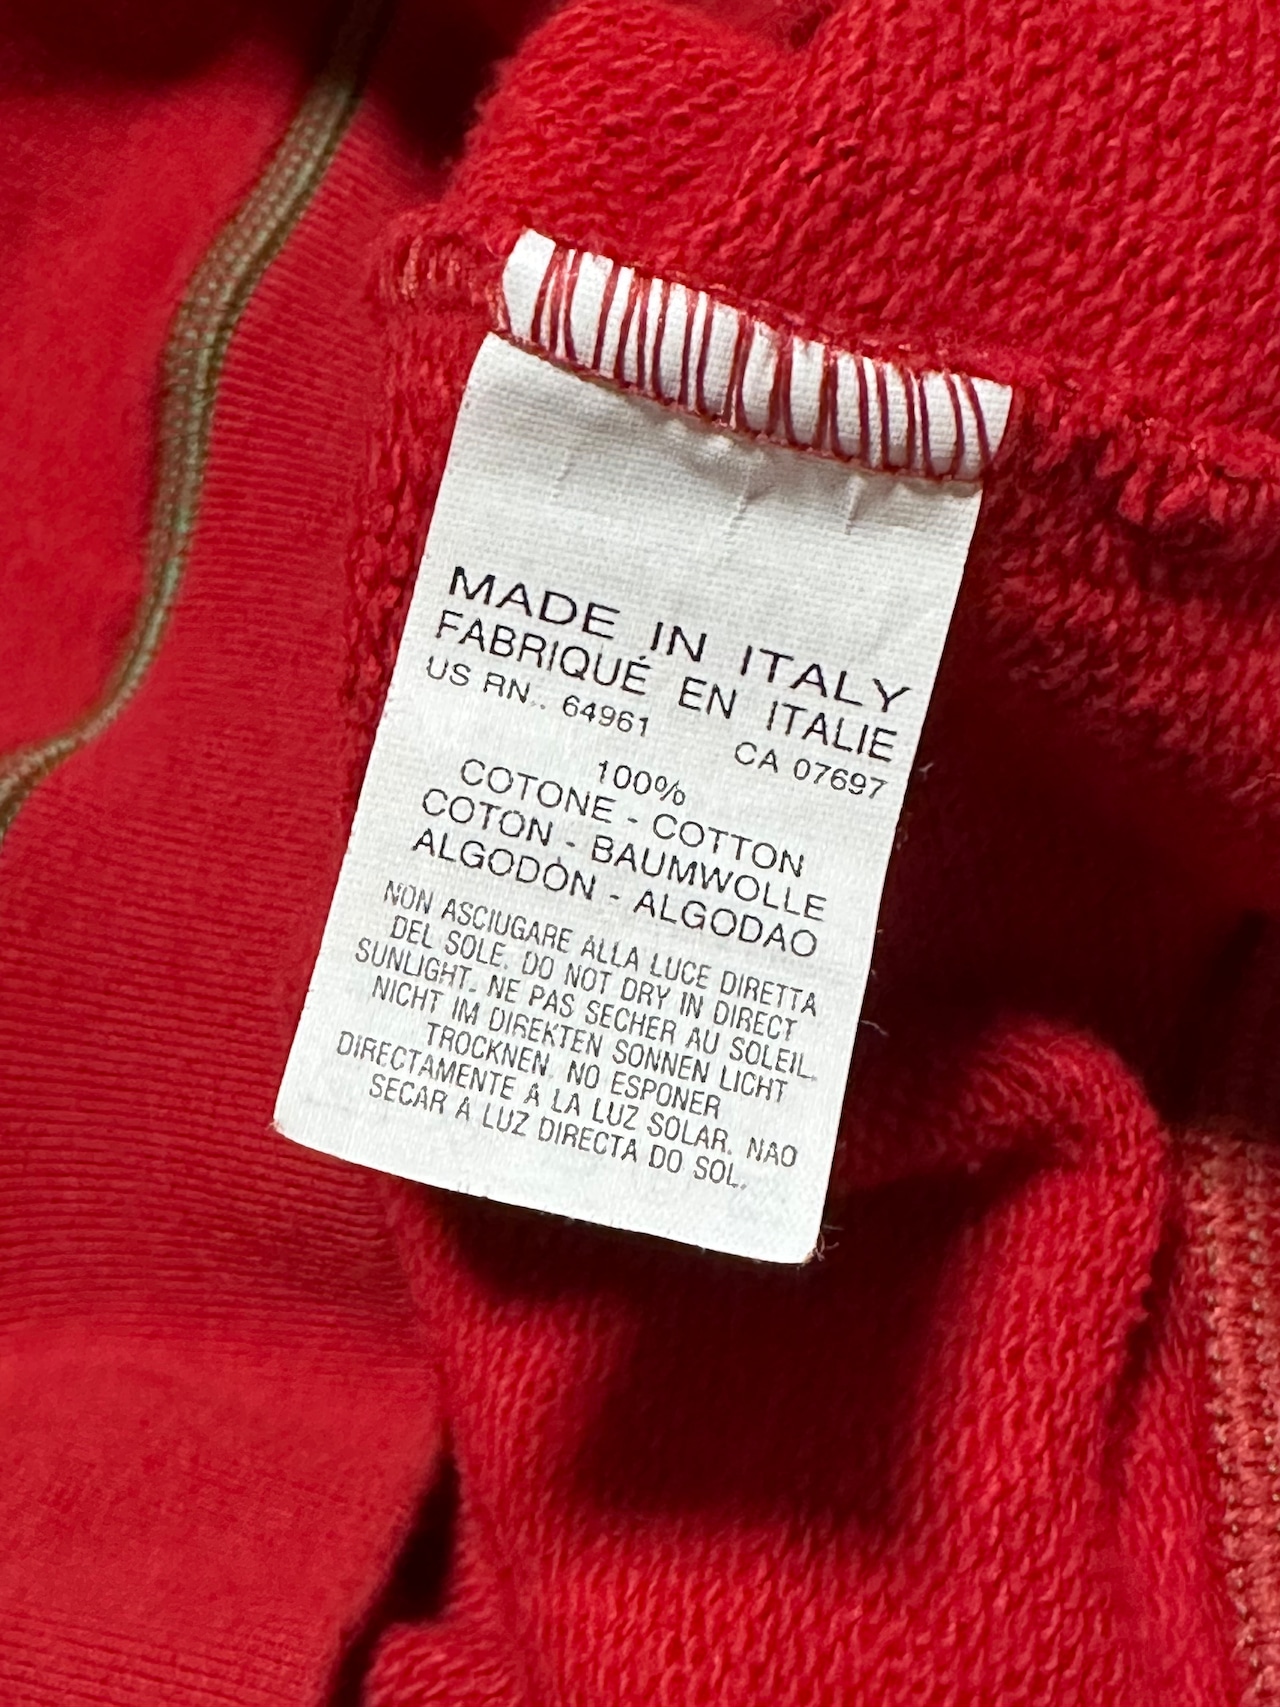 MADE IN ITALY
FABRIQUÉ EN ITALIE
US RN.. 64961 CA 07697
100%
COTONE - COTTON
COTON - BAUMWOLLE
ALGODÒN - ALGODAO
NON ASCIUGARE ALLA LUCE DIRETTA
DEL SOLE. DO NOT DRY IN DIRECT
SUNLIGHT. NE PAS SECHER AU SOLEIL.
NICHT IM DIREKTEN SONNEN LICHT
TROCKNEN. NO ESPONER
DIRECTAMENTE A LA LUZ SOLAR. NAO
SECAR A LUZ DIRECTA DO SOL.